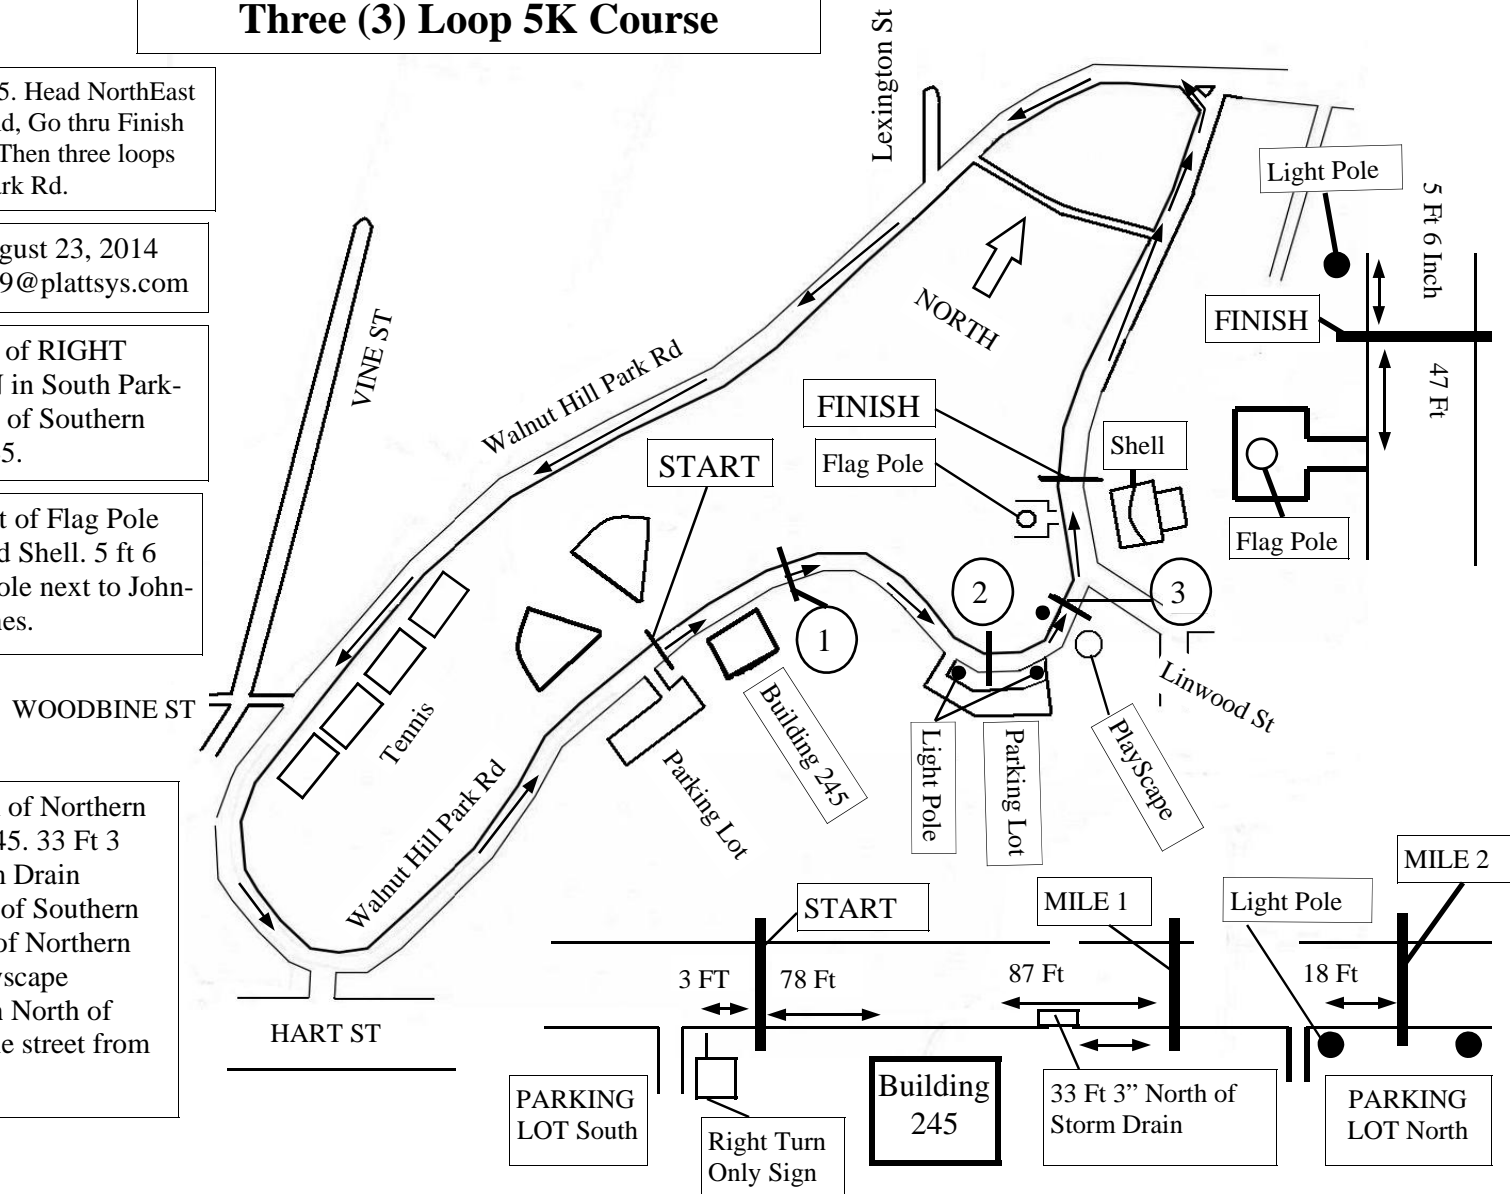 Three (3) Loop 5K Course
5. Head NorthEast
d, Go thru Finish
Then three loops
ark Rd.
gust 23, 2014
9@plattsys.com
of RIGHT
N in South Park-
of Southern
5.
t of Flag Pole
d Shell. 5 ft 6
ole next to John-
nes.
of Northern
45. 33 Ft 3
n Drain
of Southern
of Northern
yscape
n North of
e street from
Lexington St
VINE ST
WOODBINE ST
Walnut Hill Park Rd
NORTH
START
FINISH
Flag Pole
Shell
1
2
3
Tennis
Walnut Hill Park Rd
Parking Lot
Building 245
Light Pole
Parking Lot
PlayScape
Linwood St
HART ST
Light Pole
5 Ft 6 Inch
FINISH
47 Ft
Flag Pole
START
MILE 1
Light Pole
MILE 2
3 FT
78 Ft
87 Ft
18 Ft
PARKING
LOT South
Right Turn
Only Sign
Building
245
33 Ft 3” North of
Storm Drain
PARKING
LOT North